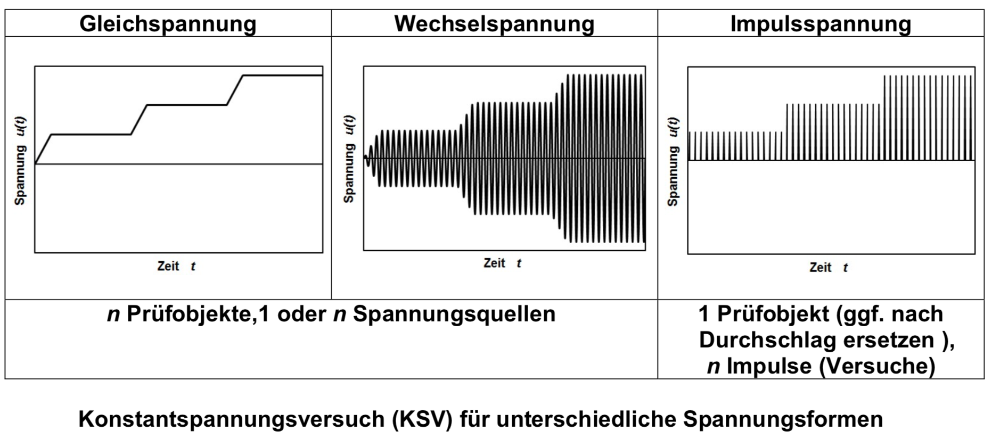 Gleichspannung
Wechselspannung
Impulsspannung
Spannung u(t)
Zeit t
Spannung u(t)
Zeit t
Spannung u(t)
Zeit t
n Prüfobjekte,1 oder n Spannungsquellen
1 Prüfobjekt (ggf. nach
Durchschlag ersetzen ),
n Impulse (Versuche)
Konstantspannungsversuch (KSV) für unterschiedliche Spannungsformen